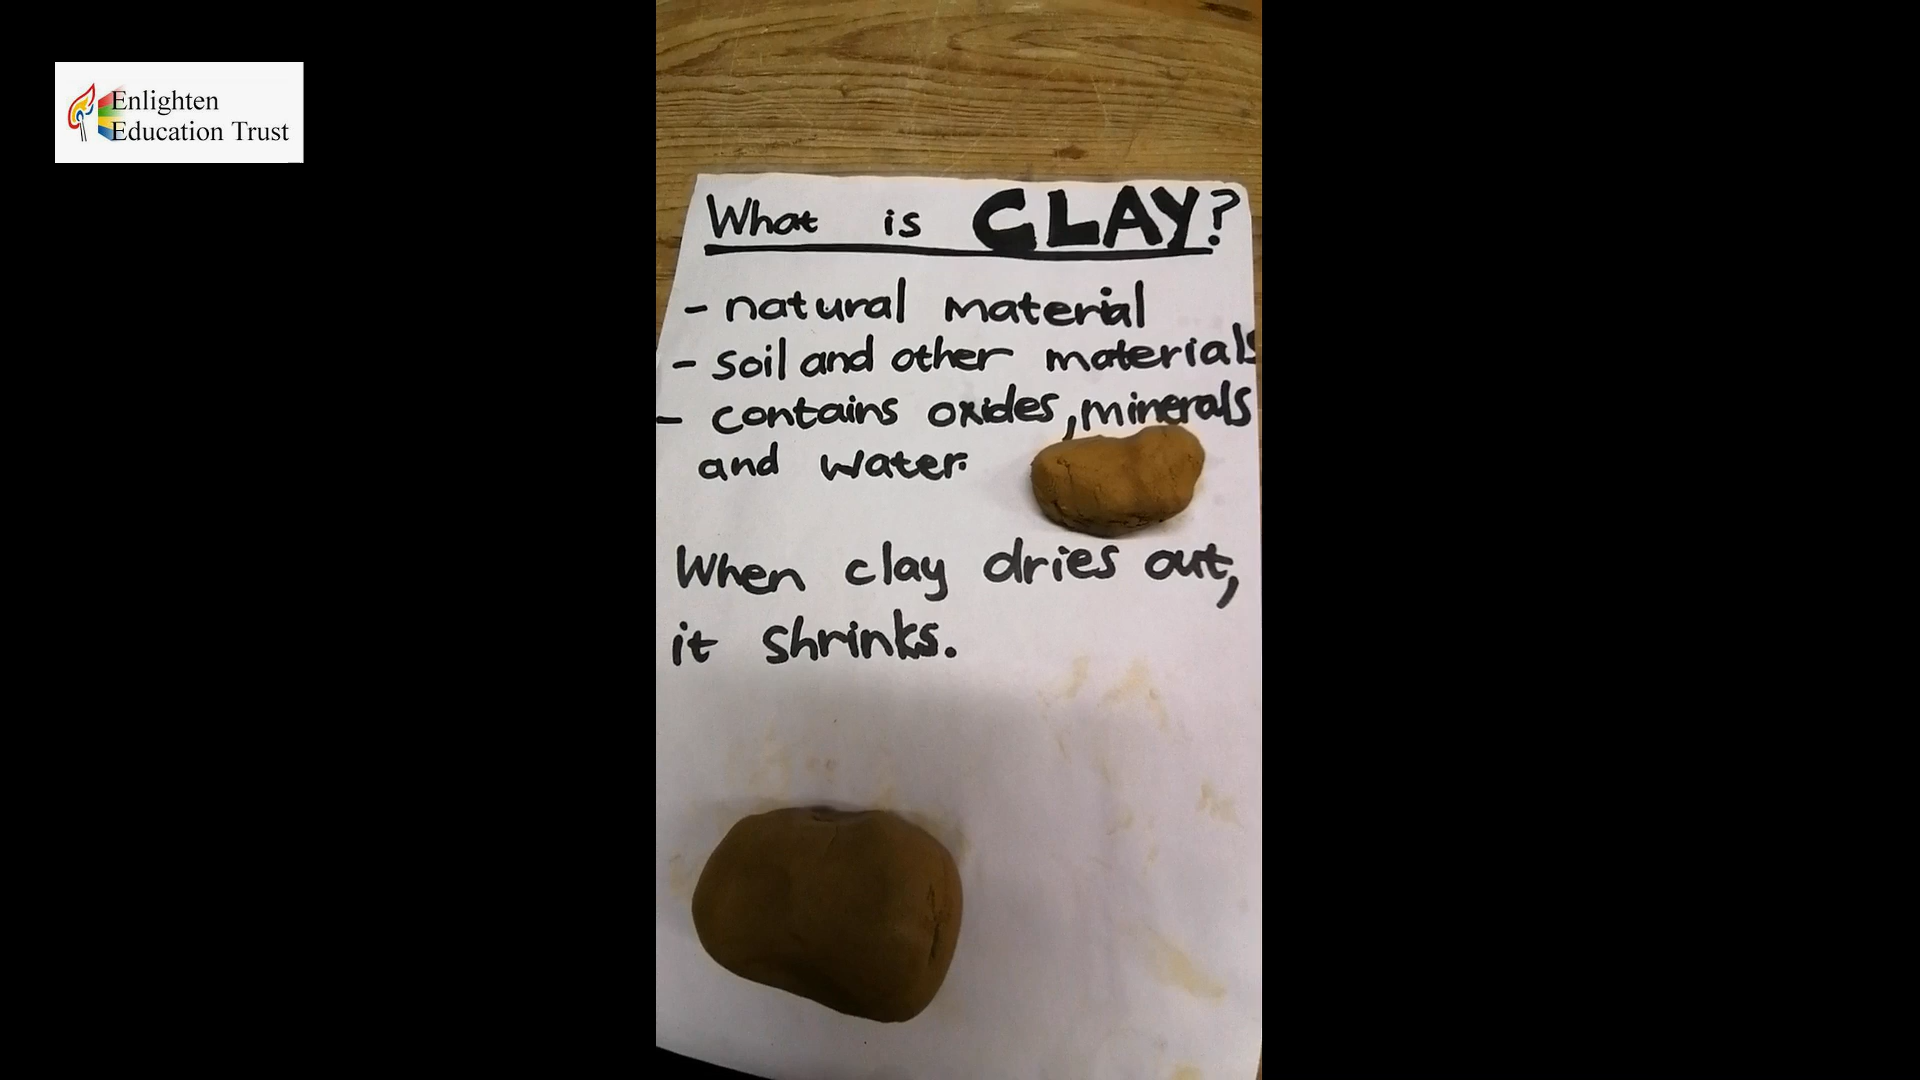 Enlighten
Education Trust
What is CLAY?
- natural material
- soil and other materials
- contains oxides, minerals
and water.
When clay dries out,
it shrinks.